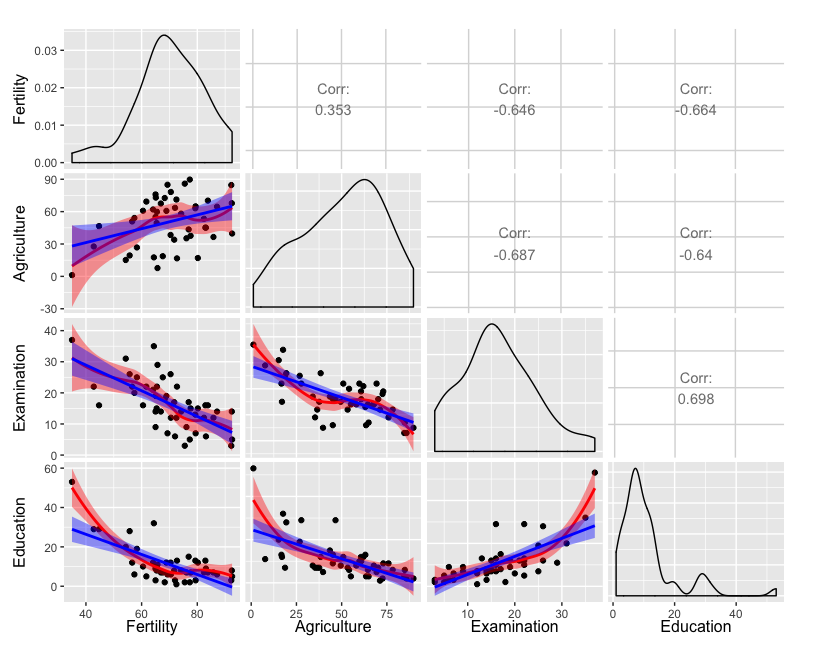 Fertility
0.03
0.02
0.01
0.00
Corr:
0.353
Corr:
-0.646
Corr:
-0.664
Agriculture
90
60
30
0
-30
Corr:
-0.687
Corr:
-0.64
Examination
40
30
20
10
0
Corr:
0.698
Education
60
40
20
0
40 60 80 0 25 50 75 10 20 30 0 20 40
Fertility Agriculture Examination Education